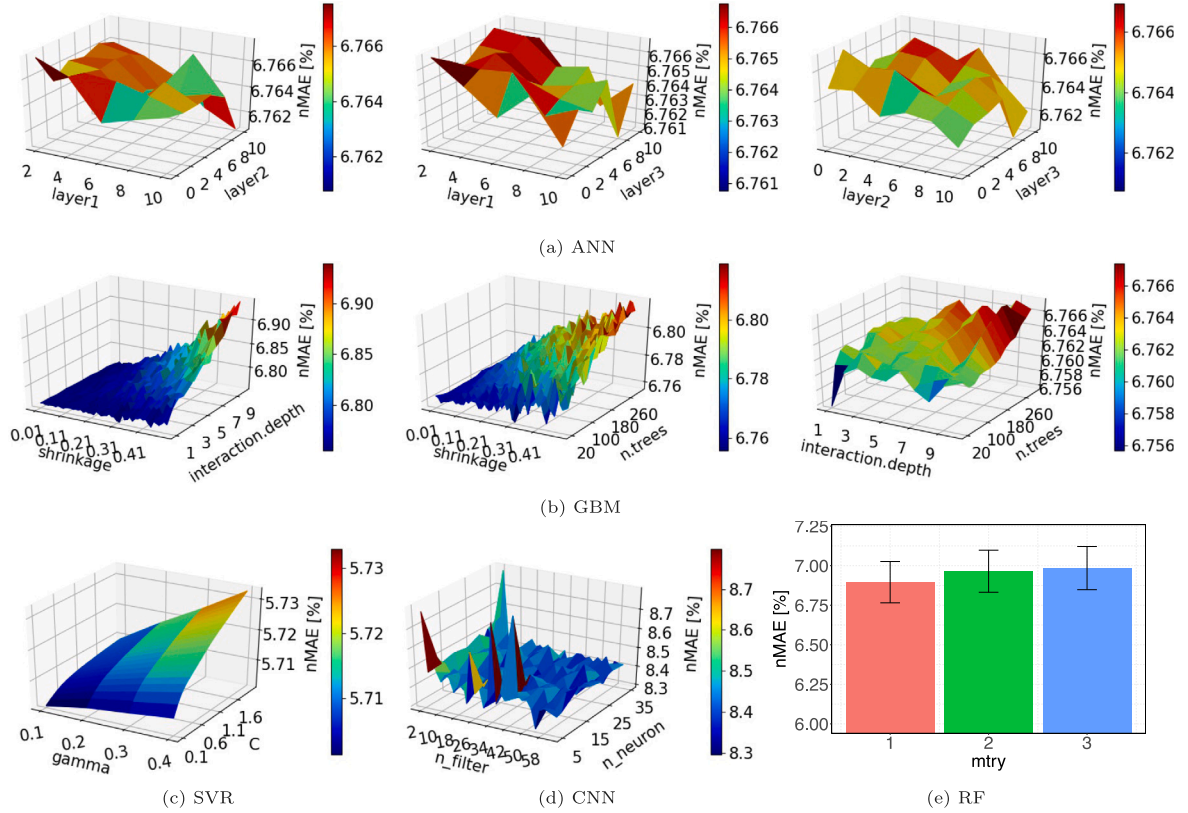 nMAE [%]
6.766
6.764
6.762
2 4 6 8 10
layer1
0 2 4 6 8 10
layer2
6.766
6.764
6.762
nMAE [%]
6.766
6.765
6.764
6.763
6.762
6.761
2 4 6 8 10
layer1
0 2 4 6 8 10
layer3
6.766
6.765
6.764
6.763
6.762
6.761
nMAE [%]
6.766
6.764
6.762
0 2 4 6 8 10
layer2
0 2 4 6 8 10
layer3
6.766
6.764
6.762
(a) ANN
nMAE [%]
6.90
6.85
6.80
0.01 0.11 0.21 0.31 0.41
shrinkage
1 3 5 7 9
interaction.depth
6.90
6.85
6.80
nMAE [%]
6.80
6.78
6.76
0.01 0.11 0.21 0.31 0.41
shrinkage
20 100 180 260
n.trees
6.80
6.78
6.76
nMAE [%]
6.766
6.764
6.762
6.760
6.758
6.756
1 3 5 7 9
interaction.depth
20 100 180 260
n.trees
6.766
6.764
6.762
6.760
6.758
6.756
(b) GBM
nMAE [%]
5.73
5.72
5.71
0.1 0.2 0.3 0.4
gamma
0.1 0.6 1.1 1.6
C
5.73
5.72
5.71
(c) SVR
nMAE [%]
8.7
8.6
8.5
8.4
8.3
2 10 18 26 34 42 50 58
n_filter
5 15 25 35
n_neuron
8.7
8.6
8.5
8.4
8.3
(d) CNN
nMAE [%]
7.25
7.00
6.75
6.50
6.25
6.00
1 2 3
mtry
(e) RF